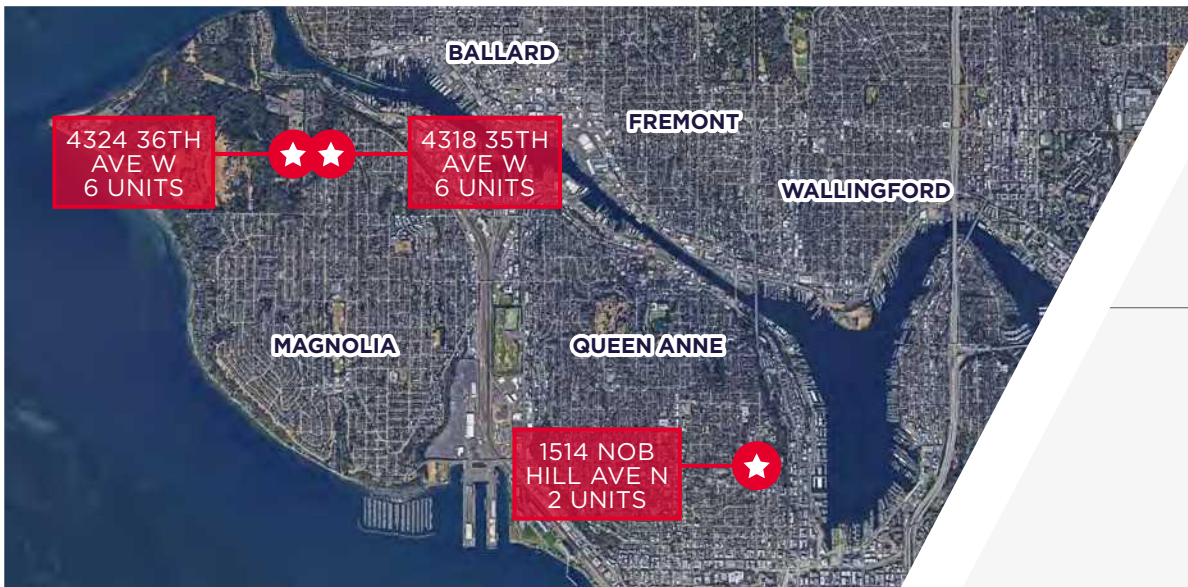 BALLARD
FREMONT
4324 36TH
AVE W
6 UNITS
4318 35TH
AVE W
6 UNITS
WALLINGFORD
MAGNOLIA
QUEEN ANNE
1514 NOB
HILL AVE N
2 UNITS